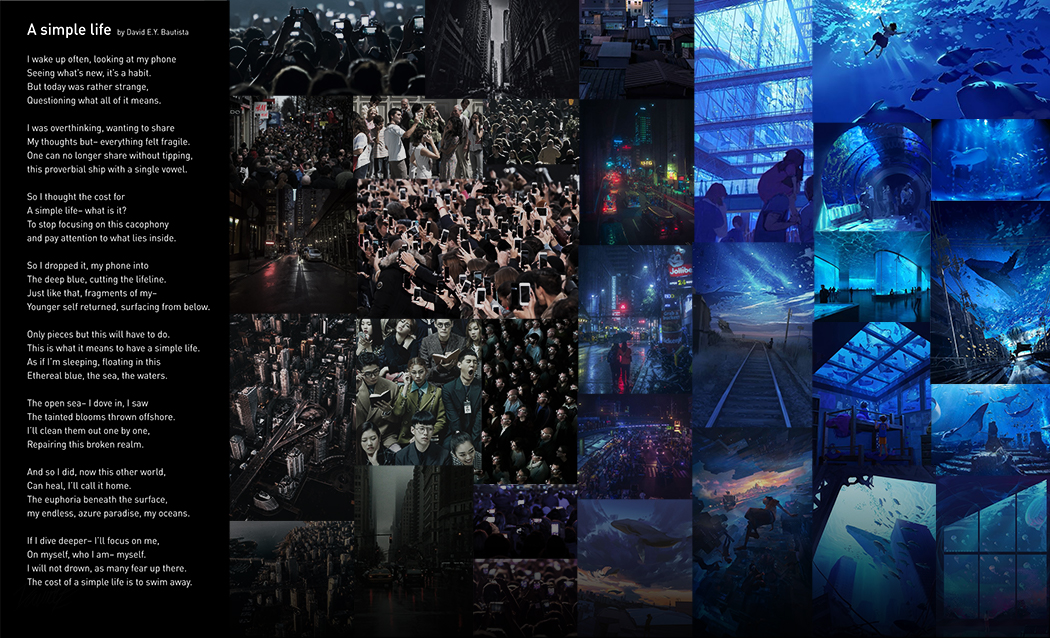 A simple life by David E.Y. Bautista
I wake up often, looking at my phone
Seeing what's new, it's a habit.
But today was rather strange,
Questioning what all of it means.
I was overthinking, wanting to share
My thoughts but– everything felt fragile.
One can no longer share without tipping,
this proverbial ship with a single vowel.
So I thought the cost for
A simple life– what is it?
To stop focusing on this cacophony
and pay attention to what lies inside.
So I dropped it, my phone into
The deep blue, cutting the lifeline.
Just like that, fragments of my–
Younger self returned, surfacing from below.
Only pieces but this will have to do.
This is what it means to have a simple life.
As if I'm sleeping, floating in this
Ethereal blue, the sea, the waters.
The open sea– I dove in, I saw
The tainted blooms thrown offshore.
I'll clean them out one by one,
Repairing this broken realm.
And so I did, now this other world,
Can heal, I'll call it home.
The euphoria beneath the surface,
my endless, azure paradise, my oceans.
If I dive deeper– I'll focus on me,
On myself, who I am– myself.
I will not drown, as many fear up there.
The cost of a simple life is to swim away.
Jollibee